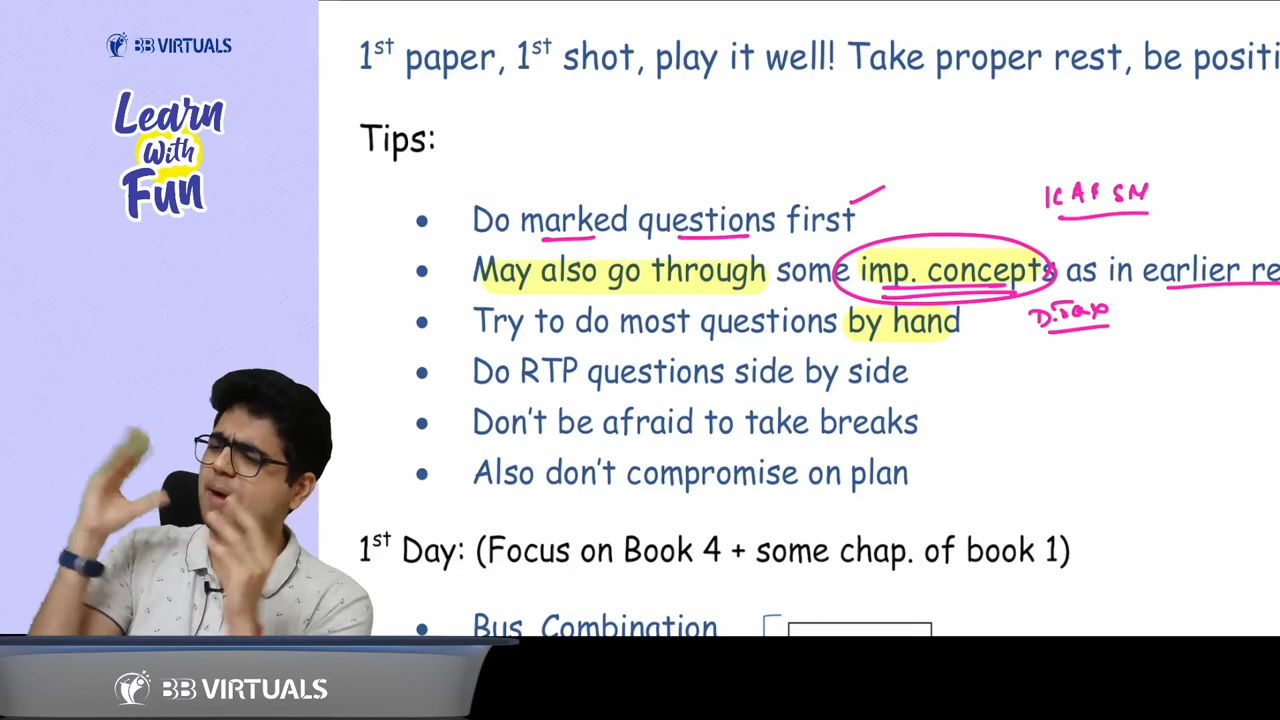 BB VIRTUALS
Learn
With
Fun
1st paper, 1st shot, play it well! Take proper rest, be positi
Tips:
• Do marked questions first
• May also go through some imp. concepts as in earlier re
• Try to do most questions by hand
• Do RTP questions side by side
• Don't be afraid to take breaks
• Also don't compromise on plan
D.Tax
1st Day: (Focus on Book 4 + some chap. of book 1)
• Bus Combination
BB VIRTUALS